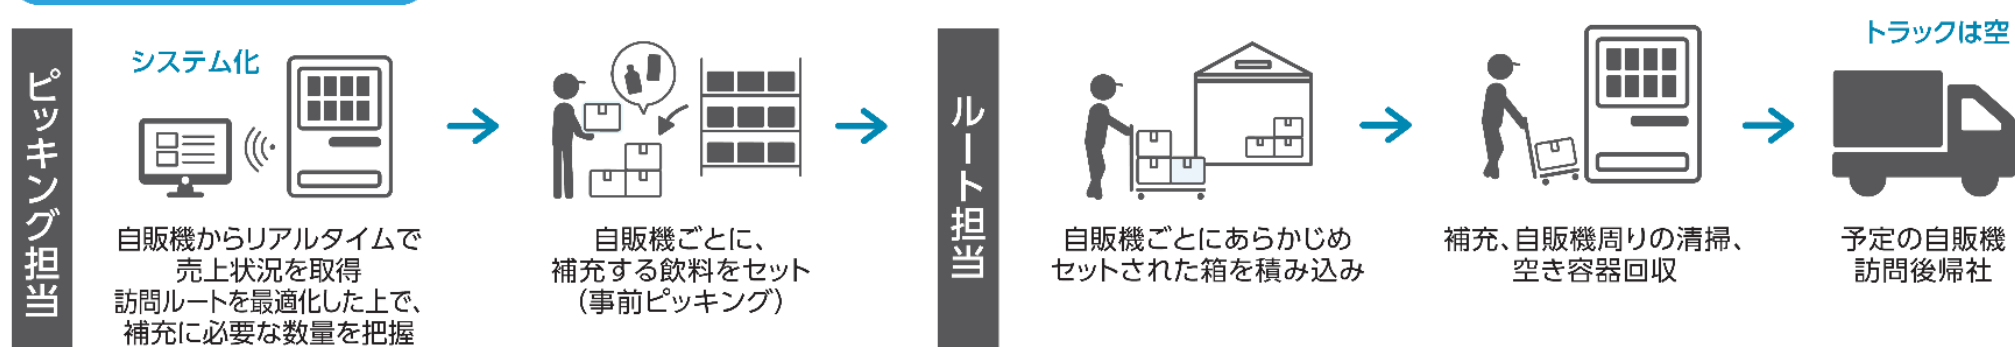 ピッキング担当
システム化
自販機からリアルタイムで
売上状況を取得
訪問ルートを最適化した上で、
補充に必要な数量を把握
自販機ごとに、
補充する飲料をセット
(事前ピッキング)
ルート担当
自販機ごとにあらかじめ
セットされた箱を積み込み
補充、自販機周りの清掃、
空き容器回収
トラックは空
予定の自販機
訪問後帰社